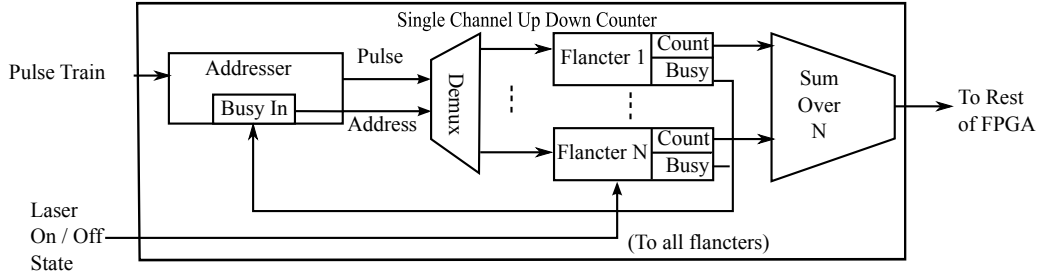 Single Channel Up Down Counter
Pulse Train
Addresser
Busy In
Pulse
Address
Demux
Flancter 1
Count
Busy
Flancter N
Count
Busy
Sum
Over
N
To Rest
of FPGA
Laser
On / Off
State
(To all flancters)